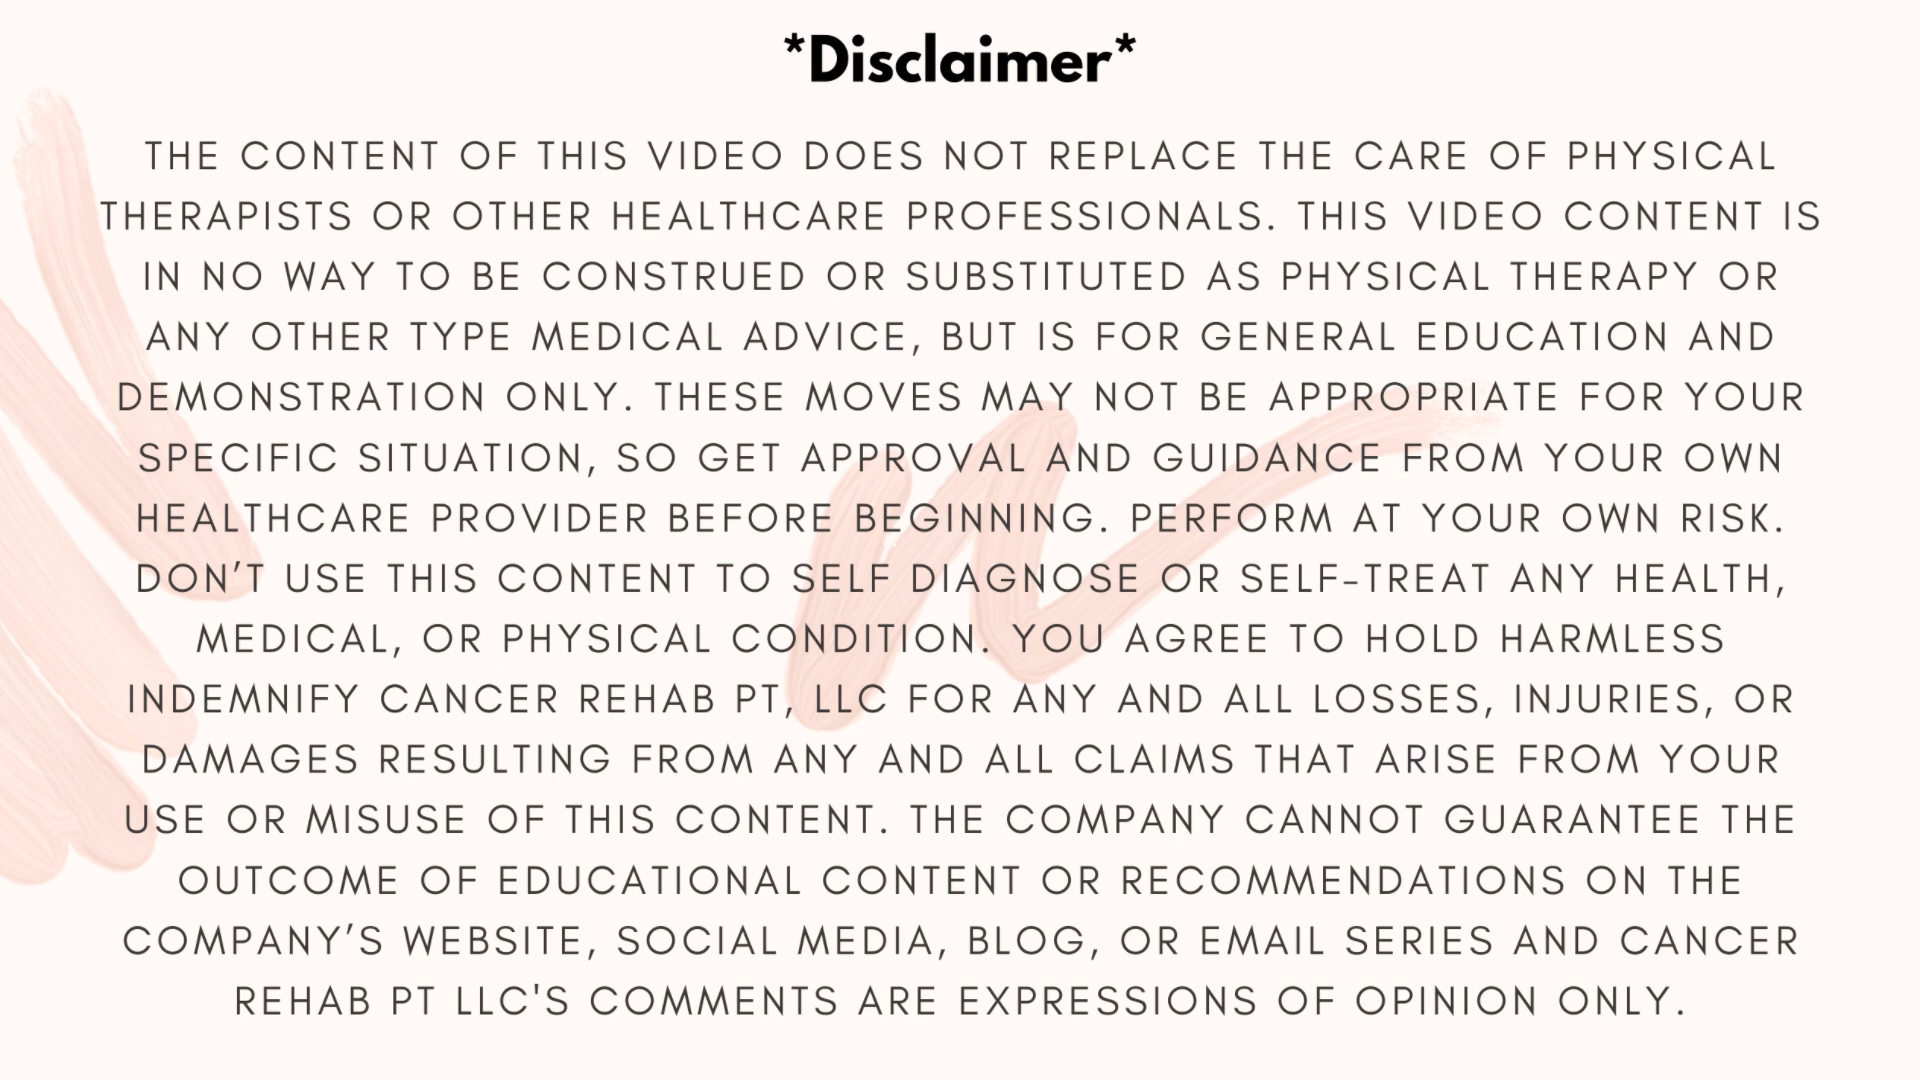 *Disclaimer*
THE CONTENT OF THIS VIDEO DOES NOT REPLACE THE CARE OF PHYSICAL
THERAPISTS OR OTHER HEALTHCARE PROFESSIONALS. THIS VIDEO CONTENT IS
IN NO WAY TO BE CONSTRUED OR SUBSTITUTED AS PHYSICAL THERAPY OR
ANY OTHER TYPE MEDICAL ADVICE, BUT IS FOR GENERAL EDUCATION AND
DEMONSTRATION ONLY. THESE MOVES MAY NOT BE APPROPRIATE FOR YOUR
SPECIFIC SITUATION, SO GET APPROVAL AND GUIDANCE FROM YOUR OWN
HEALTHCARE PROVIDER BEFORE BEGINNING. PERFORM AT YOUR OWN RISK.
DON’T USE THIS CONTENT TO SELF DIAGNOSE OR SELF-TREAT ANY HEALTH,
MEDICAL, OR PHYSICAL CONDITION. YOU AGREE TO HOLD HARMLESS
INDEMNIFY CANCER REHAB PT, LLC FOR ANY AND ALL LOSSES, INJURIES, OR
DAMAGES RESULTING FROM ANY AND ALL CLAIMS THAT ARISE FROM YOUR
USE OR MISUSE OF THIS CONTENT. THE COMPANY CANNOT GUARANTEE THE
OUTCOME OF EDUCATIONAL CONTENT OR RECOMMENDATIONS ON THE
COMPANY’S WEBSITE, SOCIAL MEDIA, BLOG, OR EMAIL SERIES AND CANCER
REHAB PT LLC'S COMMENTS ARE EXPRESSIONS OF OPINION ONLY.